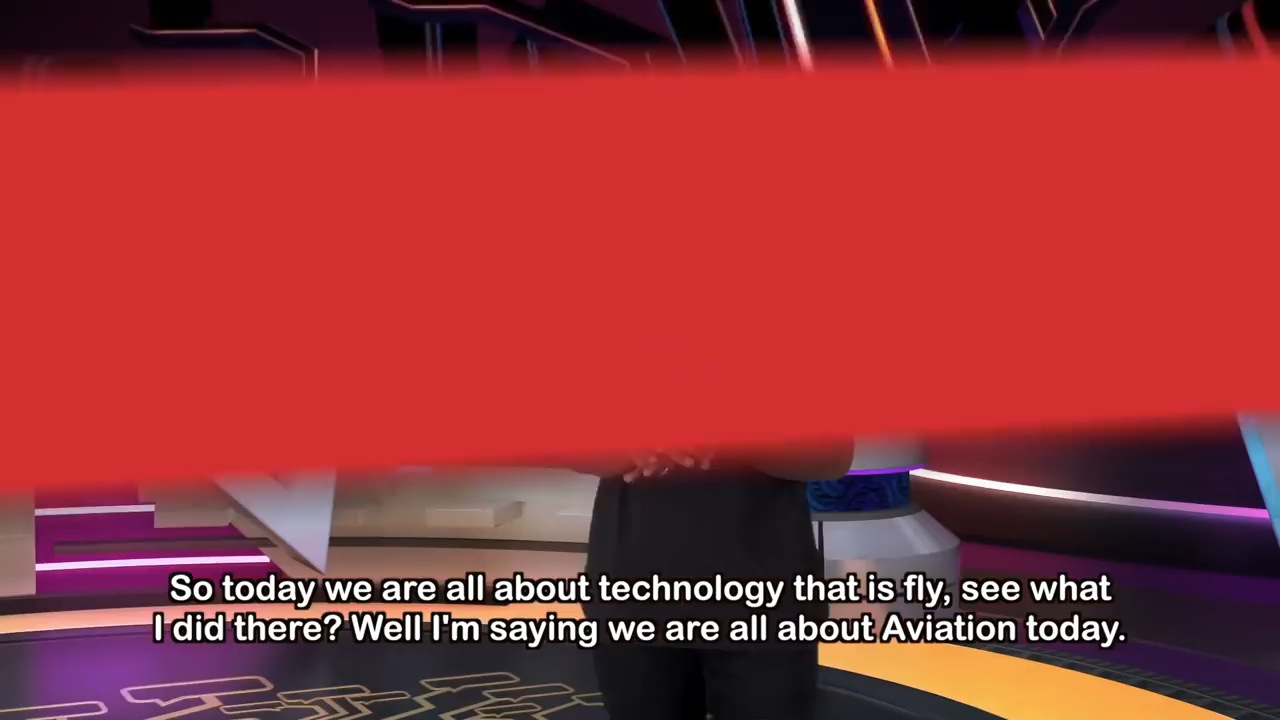 So today we are all about technology that is fly, see what
I did there? Well I'm saying we are all about Aviation today.